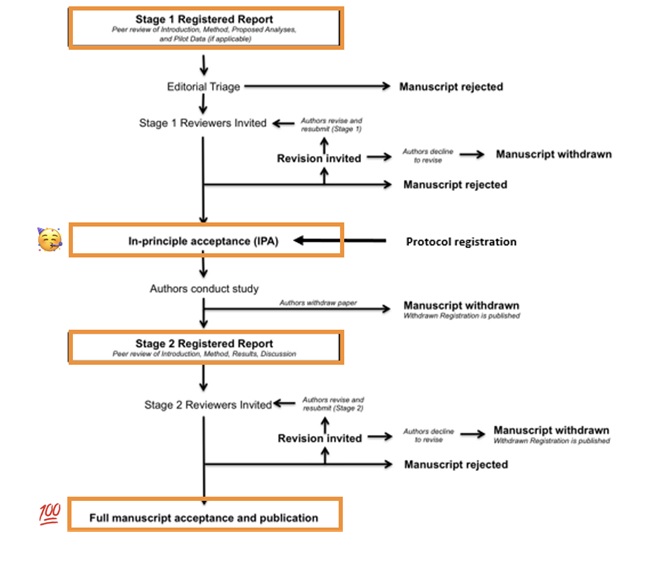 Stage 1 Registered Report
Peer review of Introduction, Method, Proposed Analyses,
and Pilot Data (if applicable)
Editorial Triage
Manuscript rejected
Stage 1 Reviewers Invited
Authors revise and
resubmit (Stage 1)
Revision invited
Authors decline
to revise
Manuscript withdrawn
Manuscript rejected
In-principle acceptance (IPA)
Protocol registration
Authors conduct study
Authors withdraw paper
Manuscript withdrawn
Withdrawn Registration is published
Stage 2 Registered Report
Peer review of Introduction, Method, Results, Discussion
Stage 2 Reviewers Invited
Authors revise and
resubmit (Stage 2)
Revision invited
Authors decline
to revise
Manuscript withdrawn
Withdrawn Registration is published
Manuscript rejected
100
Full manuscript acceptance and publication